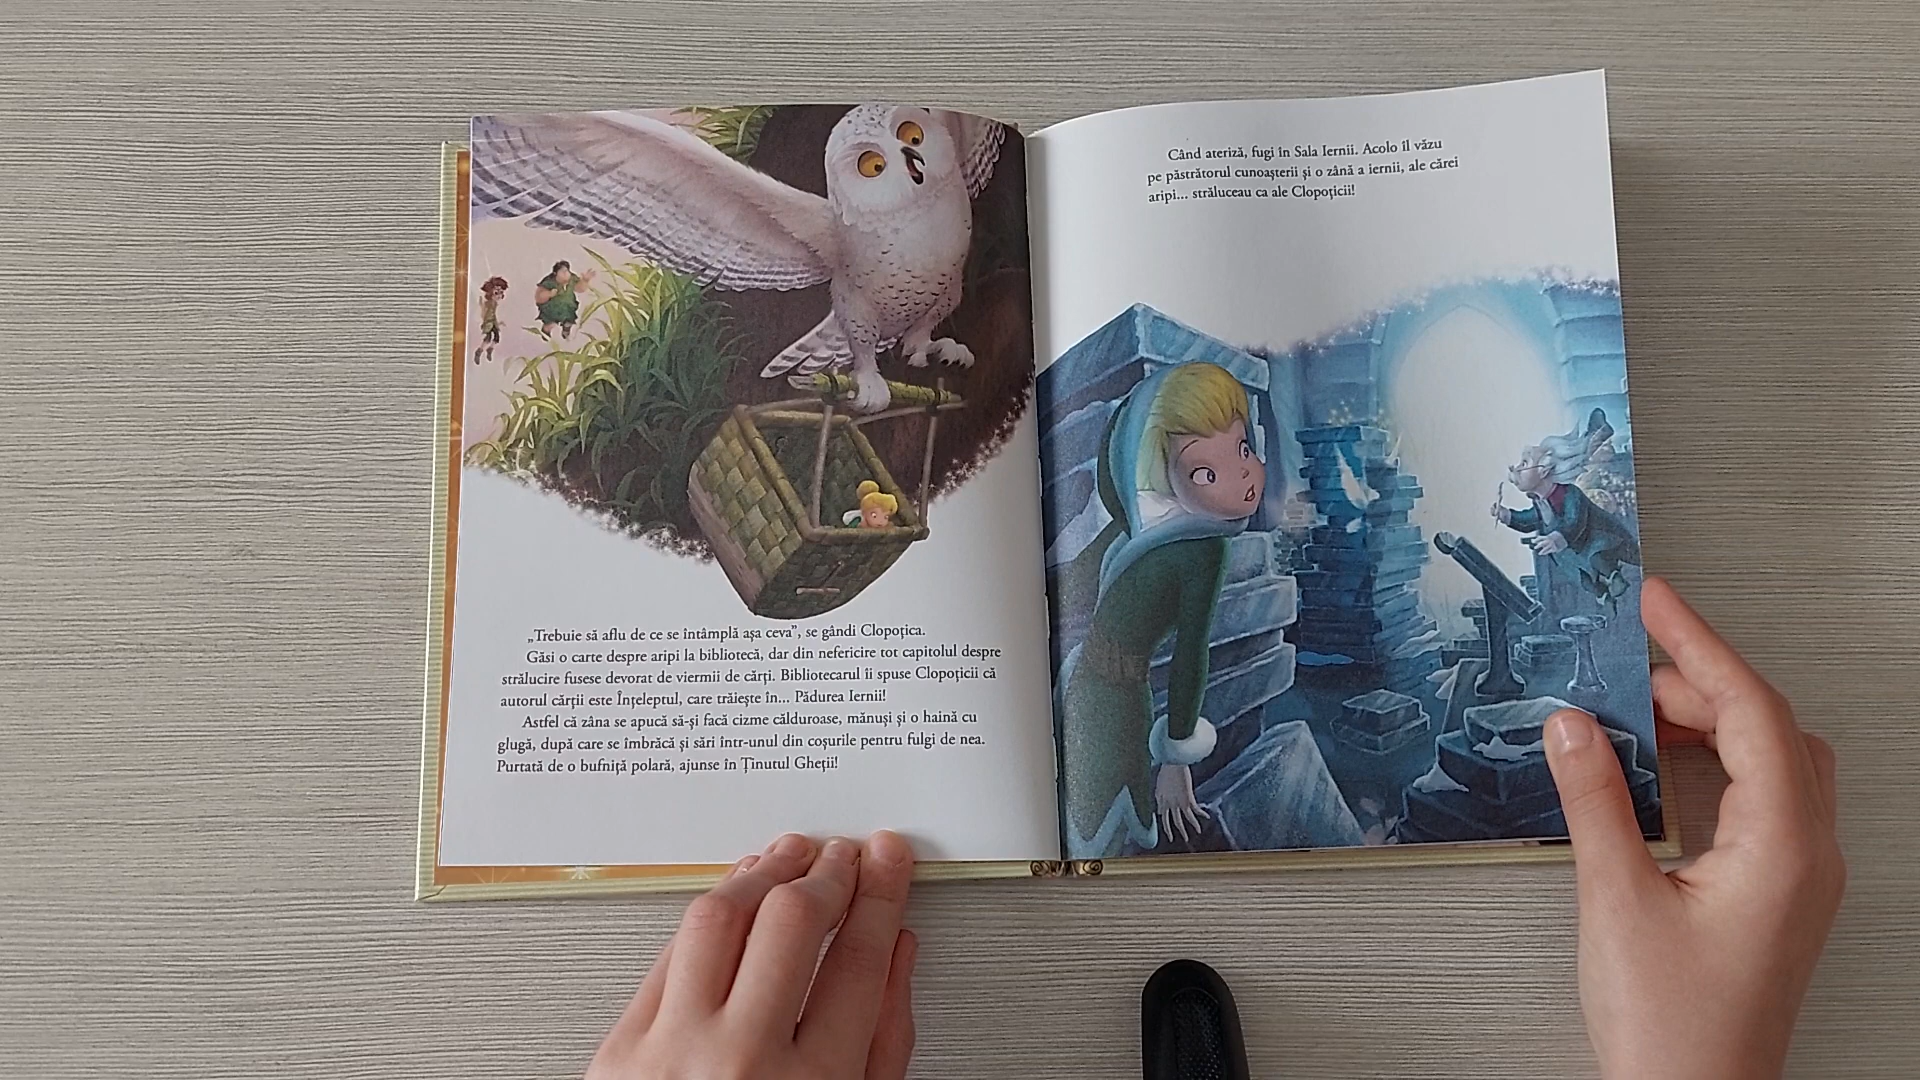 „Trebuie să aflu de ce se întâmplă așa ceva”, se gândi Clopoțica.
Găsi o carte despre aripi la bibliotecă, dar din nefericire tot capitolul despre
strălucire fusese devorat de viermii de cărți. Bibliotecarul îi spuse Clopoțicii că
autorul cărții este Înțeleptul, care trăiește în... Pădurea Iernii!
Astfel că zâna se apucă să-și facă cizme călduroase, mănuși și o haină cu
glugă, după care se îmbrăcă și sări într-unul din coșurile pentru fulgi de nea.
Purtată de o bufniță polară, ajunse în Ținutul Gheții!
Când ateriză, fugi în Sala Iernii. Acolo îl văzu
pe păstrătorul cunoașterii și o zână a iernii, ale cărei
aripi... străluceau ca ale Clopoțicii!